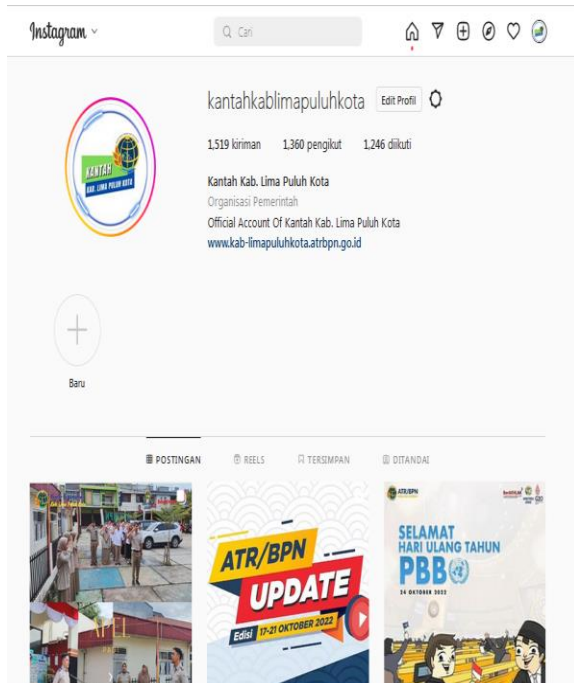 Instagram
Cari
kantahkablimapuluhkota Edit Profil
1,519 kiriman 1,360 pengikut 1,246 diikuti
KANTAH
KAB. LIMA PULUH KOTA
Kantah Kab. Lima Puluh Kota
Organisasi Pemerintah
Official Account Of Kantah Kab. Lima Puluh Kota
www.kab-limapuluhkota.atrbpn.go.id
Baru
POSTINGAN REELS TERSIMPAN DITANDAI
ATR/BPN
UPDATE
Edisi 17-21 OKTOBER 2022
ATR/BPN
SELAMAT
HARI ULANG TAHUN
PBB
24 OKTOBER 2022